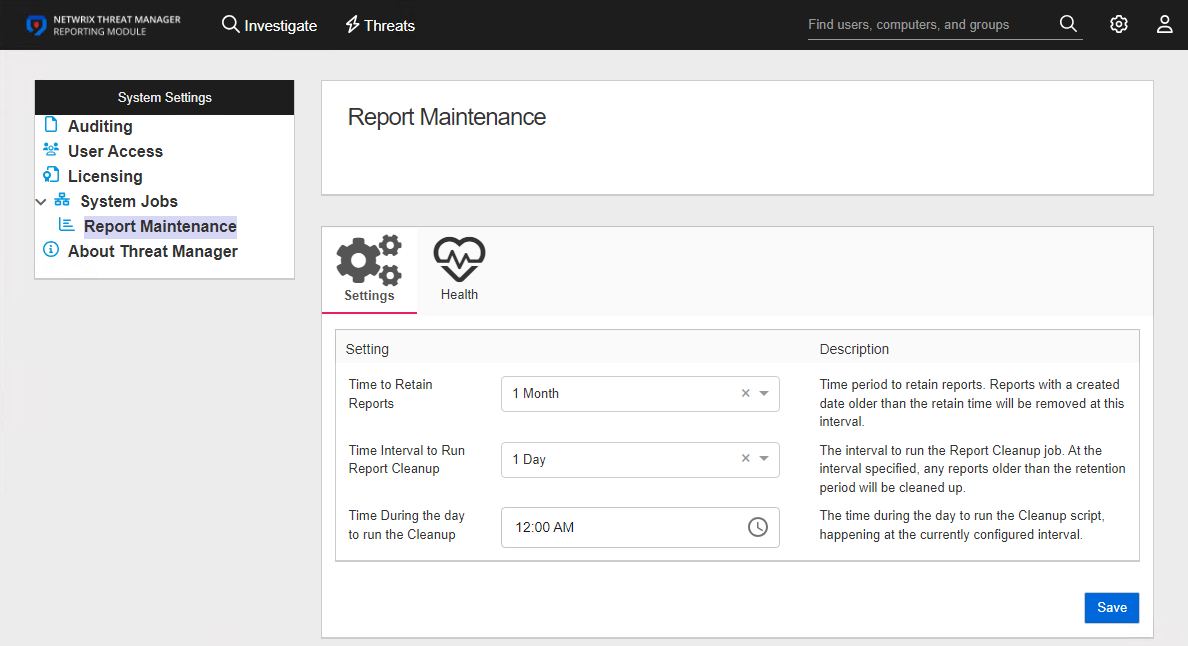 NETWRIX THREAT MANAGER
REPORTING MODULE
Investigate
Threats
Find users, computers, and groups
System Settings
Auditing
User Access
Licensing
System Jobs
Report Maintenance
About Threat Manager
Report Maintenance
Settings
Health
Setting
Description
Time to Retain
Reports
1 Month
Time period to retain reports. Reports with a created
date older than the retain time will be removed at this
interval.
Time Interval to Run
Report Cleanup
1 Day
The interval to run the Report Cleanup job. At the
interval specified, any reports older than the retention
period will be cleaned up.
Time During the day
to run the Cleanup
12:00 AM
The time during the day to run the Cleanup script,
happening at the currently configured interval.
Save